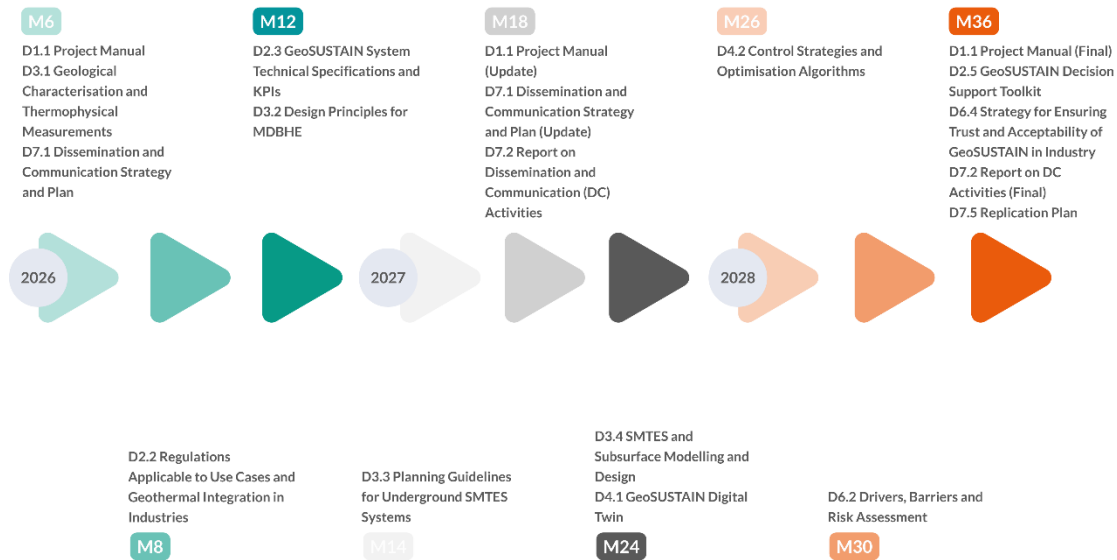 M6
D1.1 Project Manual
D3.1 Geological
Characterisation and
Thermophysical
Measurements
D7.1 Dissemination and
Communication Strategy
and Plan
M12
D2.3 GeoSUSTAIN System
Technical Specifications and
KPIs
D3.2 Design Principles for
MDBHE
M18
D1.1 Project Manual
(Update)
D7.1 Dissemination and
Communication Strategy
and Plan (Update)
D7.2 Report on
Dissemination and
Communication (DC)
Activities
M26
D4.2 Control Strategies and
Optimisation Algorithms
M36
D1.1 Project Manual (Final)
D2.5 GeoSUSTAIN Decision
Support Toolkit
D6.4 Strategy for Ensuring
Trust and Acceptability of
GeoSUSTAIN in Industry
D7.2 Report on DC
Activities (Final)
D7.5 Replication Plan
2026
2027
2028
D2.2 Regulations
Applicable to Use Cases and
Geothermal Integration in
Industries
M8
D3.3 Planning Guidelines
for Underground SMTES
Systems
M14
D3.4 SMTES and
Subsurface Modelling and
Design
D4.1 GeoSUSTAIN Digital
Twin
M24
D6.2 Drivers, Barriers and
Risk Assessment
M30